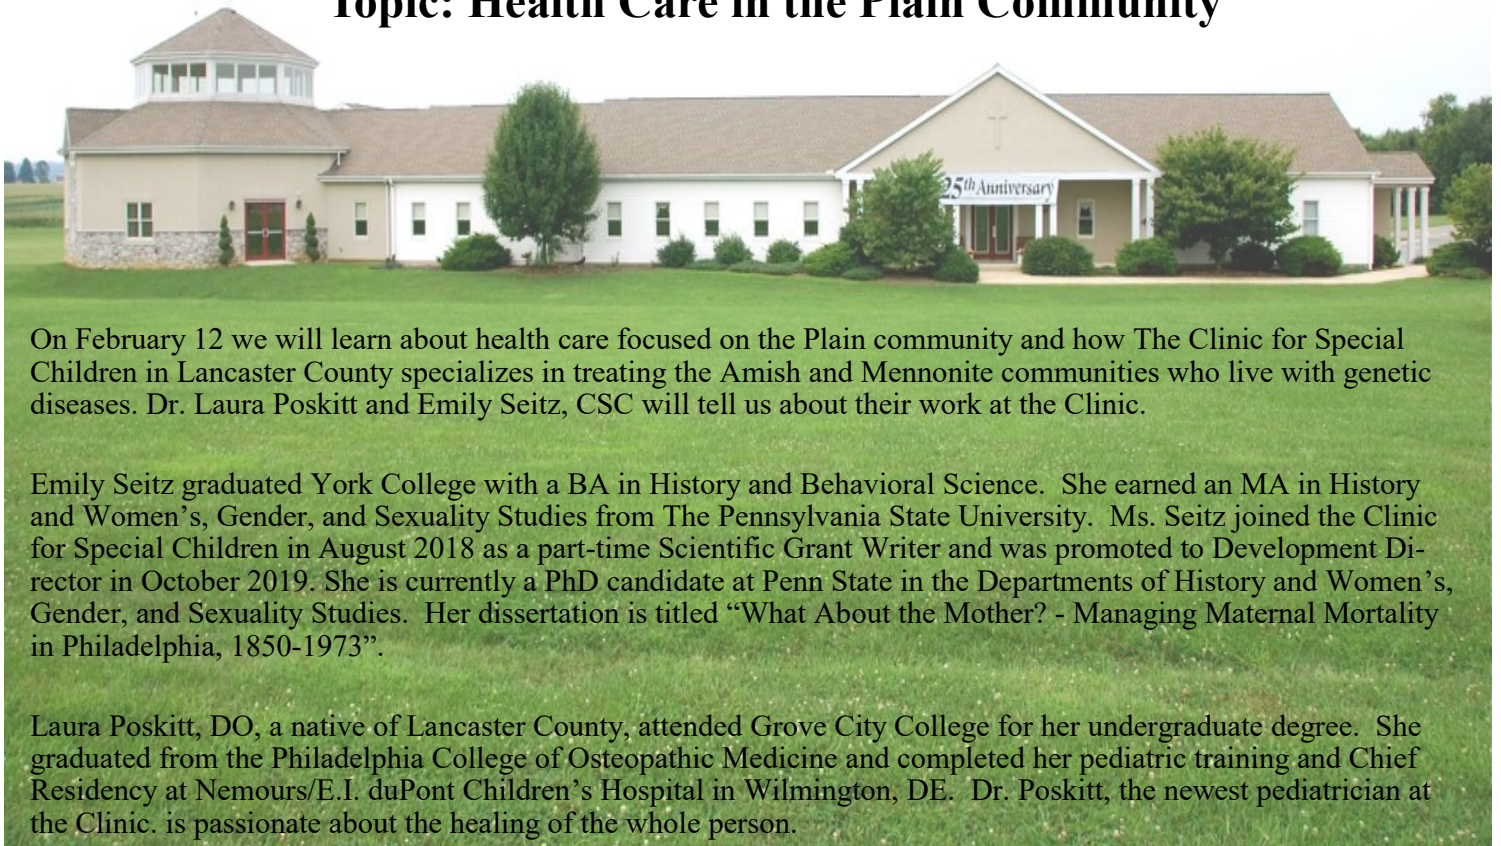 Topic: Health Care in the Plain Community
25th Anniversary
On February 12 we will learn about health care focused on the Plain community and how The Clinic for Special
Children in Lancaster County specializes in treating the Amish and Mennonite communities who live with genetic
diseases. Dr. Laura Poskitt and Emily Seitz, CSC will tell us about their work at the Clinic.
Emily Seitz graduated York College with a BA in History and Behavioral Science.  She earned an MA in History
and Women’s, Gender, and Sexuality Studies from The Pennsylvania State University.  Ms. Seitz joined the Clinic
for Special Children in August 2018 as a part-time Scientific Grant Writer and was promoted to Development Di-
rector in October 2019. She is currently a PhD candidate at Penn State in the Departments of History and Women’s,
Gender, and Sexuality Studies.  Her dissertation is titled “What About the Mother? - Managing Maternal Mortality
in Philadelphia, 1850-1973”.
Laura Poskitt, DO, a native of Lancaster County, attended Grove City College for her undergraduate degree.  She
graduated from the Philadelphia College of Osteopathic Medicine and completed her pediatric training and Chief
Residency at Nemours/E.I. duPont Children’s Hospital in Wilmington, DE.  Dr. Poskitt, the newest pediatrician at
the Clinic. is passionate about the healing of the whole person.